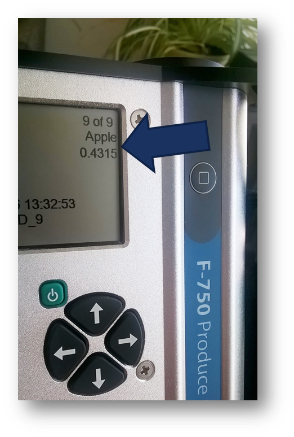 9 of 9
Apple
0.4315
13:32:53
D_9
F-750 Produce